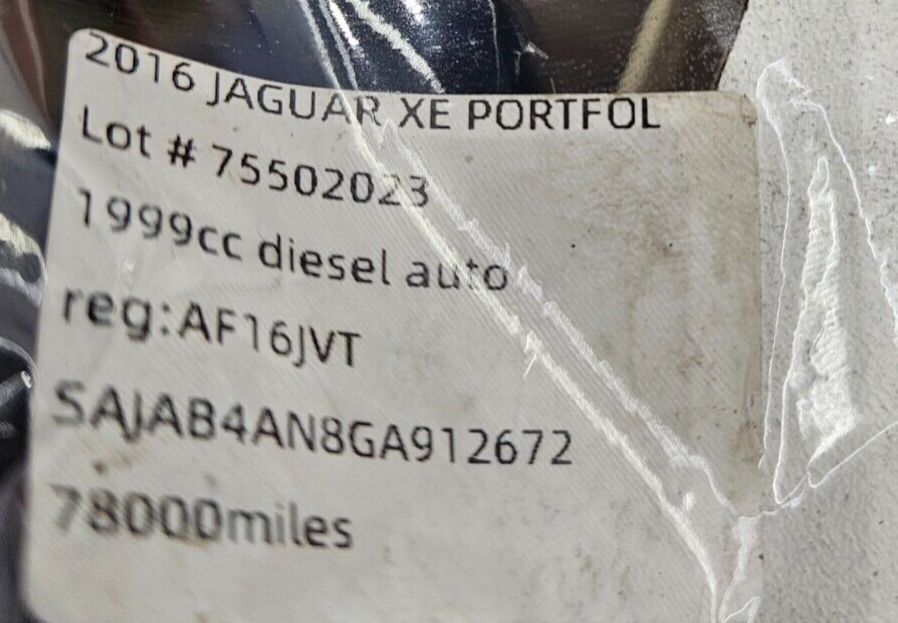 2016 JAGUAR XE PORTFOL
Lot # 75502023
1999cc diesel auto
reg:AF16JVT
SAJAB4AN8GA912672
78000miles